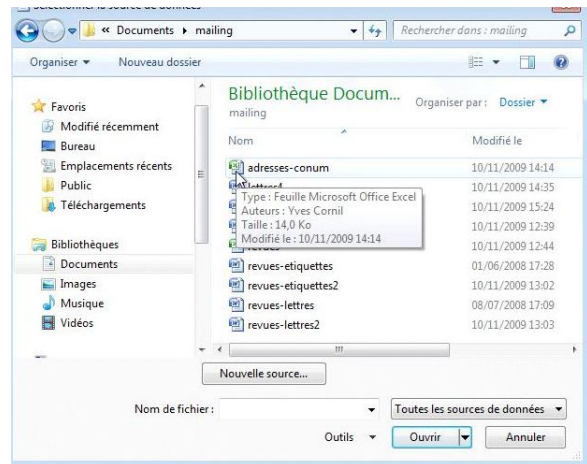 Sélectionner la source de données
« Documents ▸ mailing
Rechercher dans : mailing
Organiser ▾ Nouveau dossier
Favoris
Modifié récemment
Bureau
Emplacements récents
Public
Téléchargements
Bibliothèques
Documents
Images
Musique
Vidéos
Bibliothèque Docum...
mailing
Organiser par : Dossier ▾
Nom Modifié le
adresses-conum 10/11/2009 14:14
lettres4 10/11/2009 14:35
10/11/2009 15:24
10/11/2009 12:39
revues 10/11/2009 12:44
Type : Feuille Microsoft Office Excel
Auteurs : Yves Cornil
Taille : 14,0 Ko
Modifié le : 10/11/2009 14:14
revues-etiquettes 01/06/2008 17:28
revues-etiquettes2 10/11/2009 13:02
revues-lettres 08/07/2008 17:09
revues-lettres2 10/11/2009 13:03
Nouvelle source...
Nom de fichier :
Toutes les sources de données
Outils Ouvrir Annuler